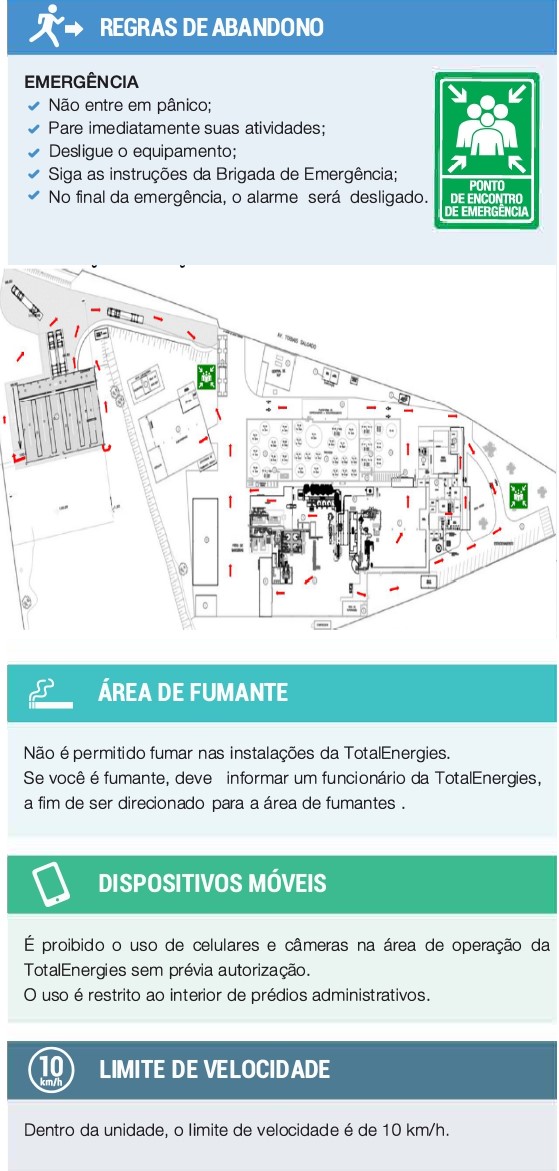 REGRAS DE ABANDONO
EMERGÊNCIA
Não entre em pânico;
Pare imediatamente suas atividades;
Desligue o equipamento;
Siga as instruções da Brigada de Emergência;
No final da emergência, o alarme será desligado.
PONTO
DE ENCONTRO
DE EMERGÊNCIA
ÁREA DE FUMANTE
Não é permitido fumar nas instalações da TotalEnergies.
Se você é fumante, deve informar um funcionário da TotalEnergies,
a fim de ser direcionado para a área de fumantes .
DISPOSITIVOS MÓVEIS
É proibido o uso de celulares e câmeras na área de operação da
TotalEnergies sem prévia autorização.
O uso é restrito ao interior de prédios administrativos.
10
km/h
LIMITE DE VELOCIDADE
Dentro da unidade, o limite de velocidade é de 10 km/h.